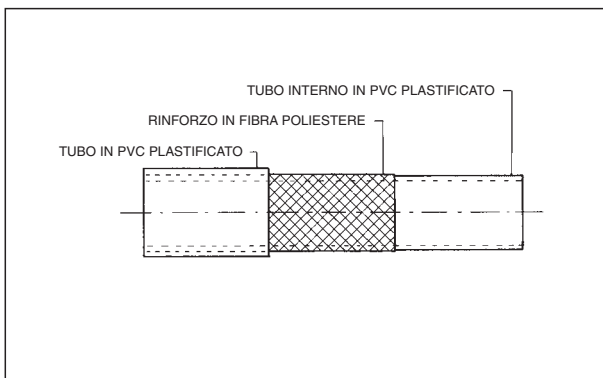 TUBO INTERNO IN PVC PLASTIFICATO
RINFORZO IN FIBRA POLIESTERE
TUBO IN PVC PLASTIFICATO